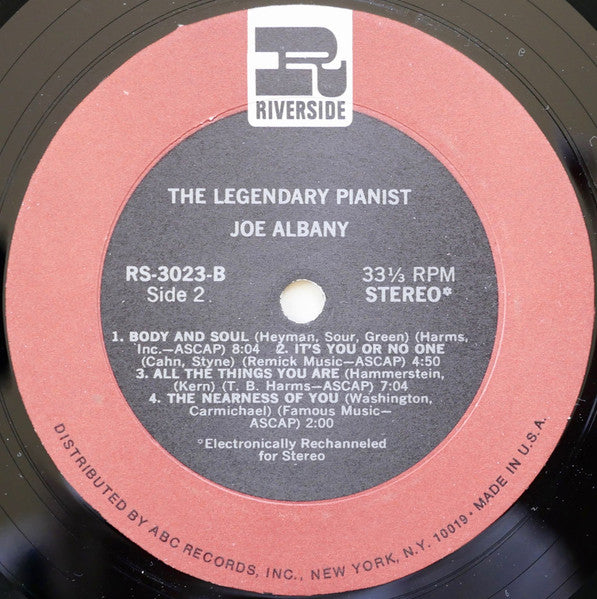 RIVERSIDE
THE LEGENDARY PIANIST
JOE ALBANY
RS-3023-B 33⅓ RPM
Side 2 STEREO*
1. BODY AND SOUL (Heyman, Sour, Green) (Harms,
Inc.—ASCAP) 8:04 2. IT'S YOU OR NO ONE
(Cahn, Styne) (Remick Music—ASCAP) 4:50
3. ALL THE THINGS YOU ARE (Hammerstein,
(Kern) (T. B. Harms—ASCAP) 7:04
4. THE NEARNESS OF YOU (Washington,
Carmichael) (Famous Music—
ASCAP) 2:00
*Electronically Rechanneled
for Stereo
DISTRIBUTED BY ABC RECORDS, INC., NEW YORK, N.Y. 10019 • MADE IN U.S.A.